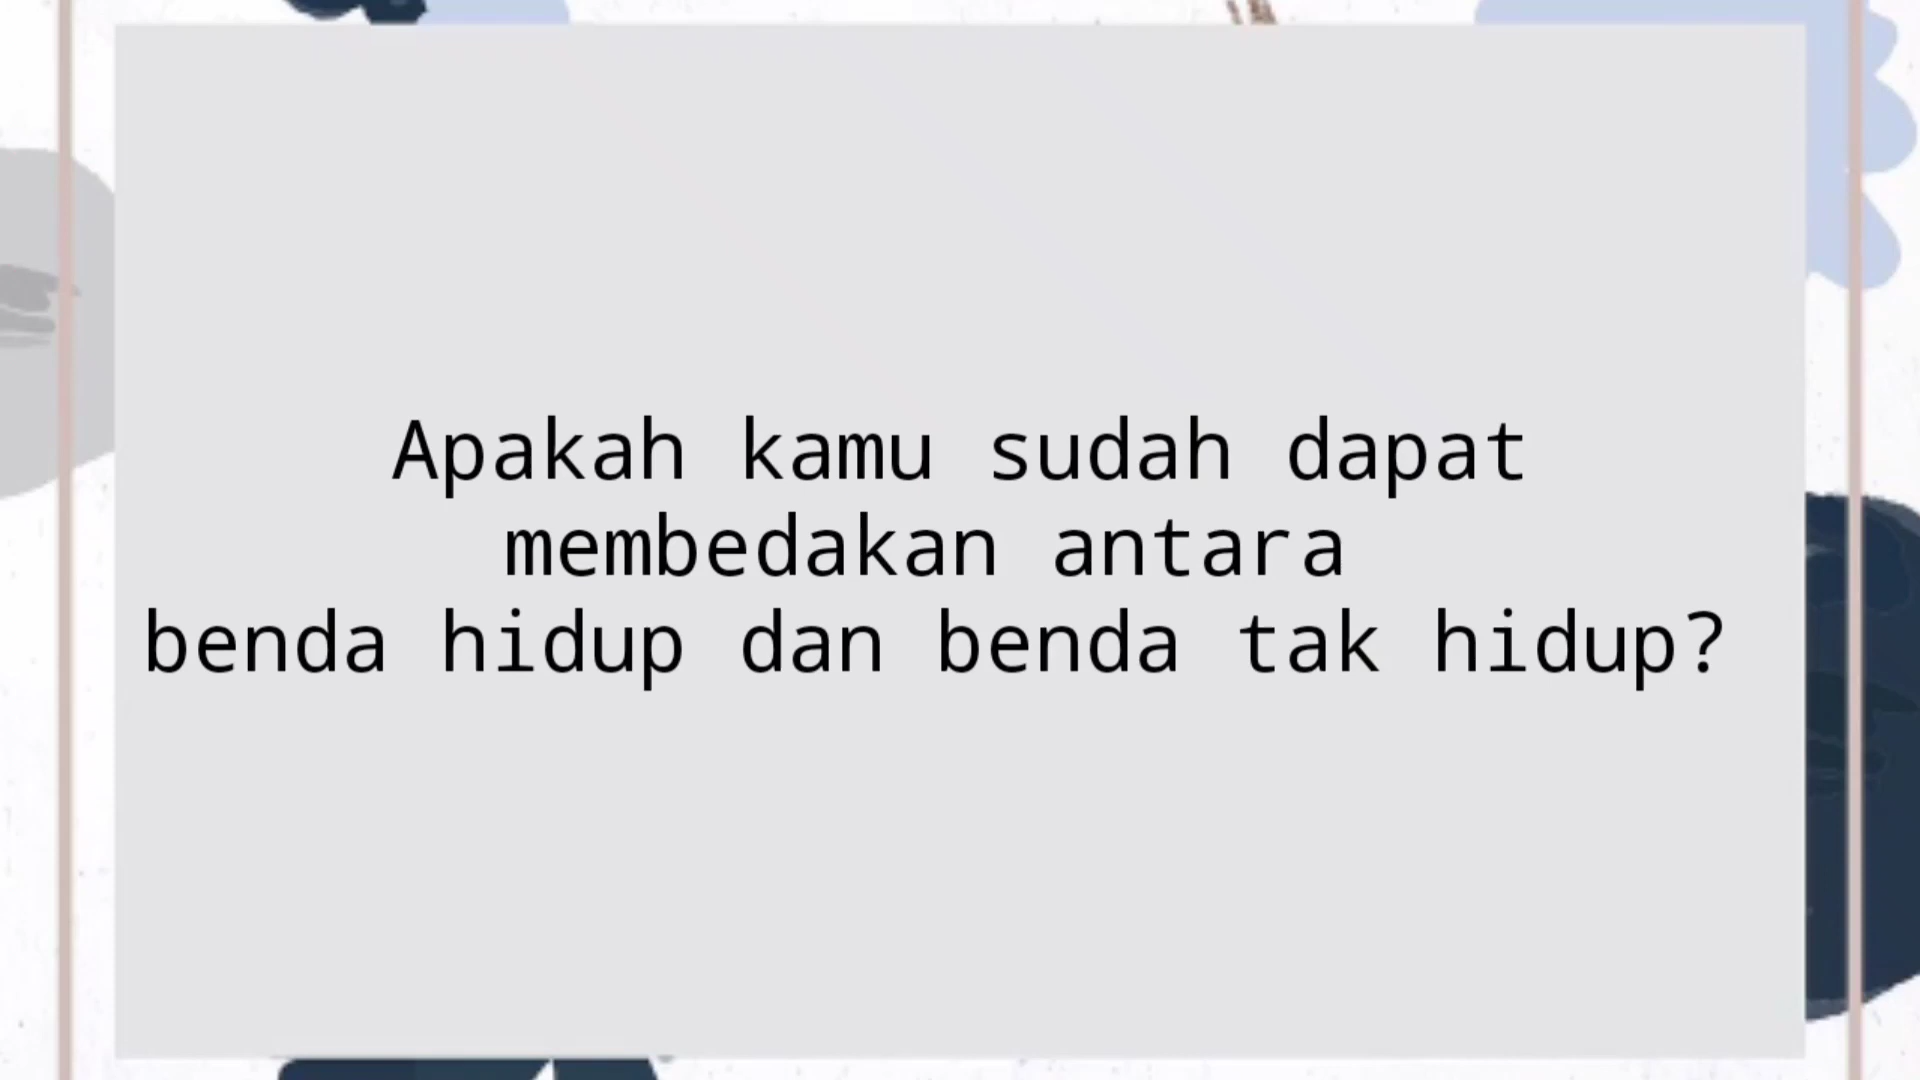 Apakah kamu sudah dapat
membedakan antara
benda hidup dan benda tak hidup?